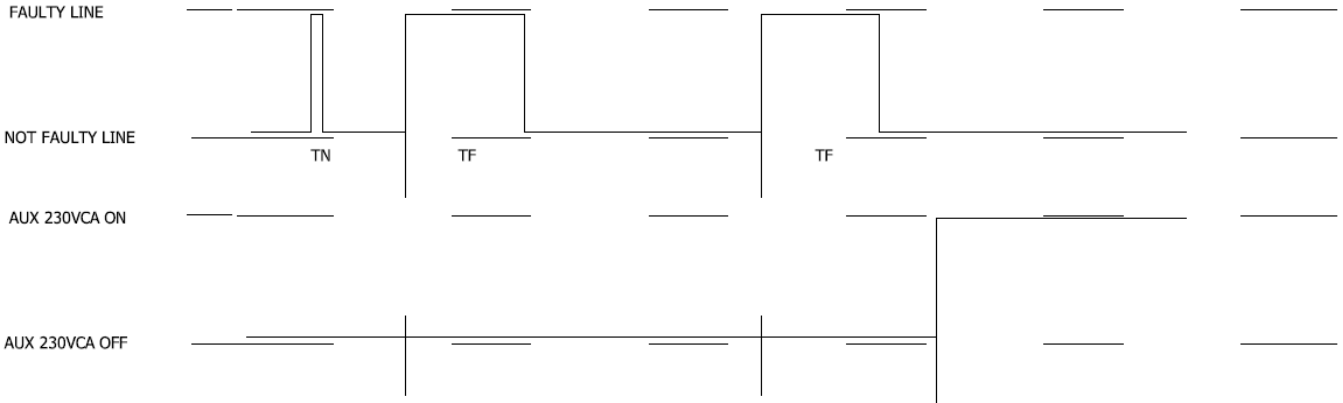 FAULTY LINE
NOT FAULTY LINE
TN
TF
TF
AUX 230VCA ON
AUX 230VCA OFF